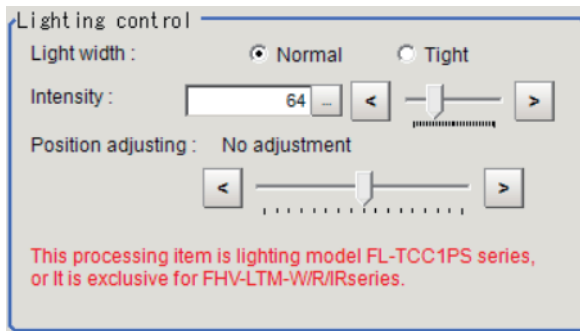 Lighting control
Light width : Normal Tight
Intensity : 64 ... < >
Position adjusting : No adjustment
< >
This processing item is lighting model FL-TCC1PS series,
or It is exclusive for FHV-LTM-W/R/IRseries.